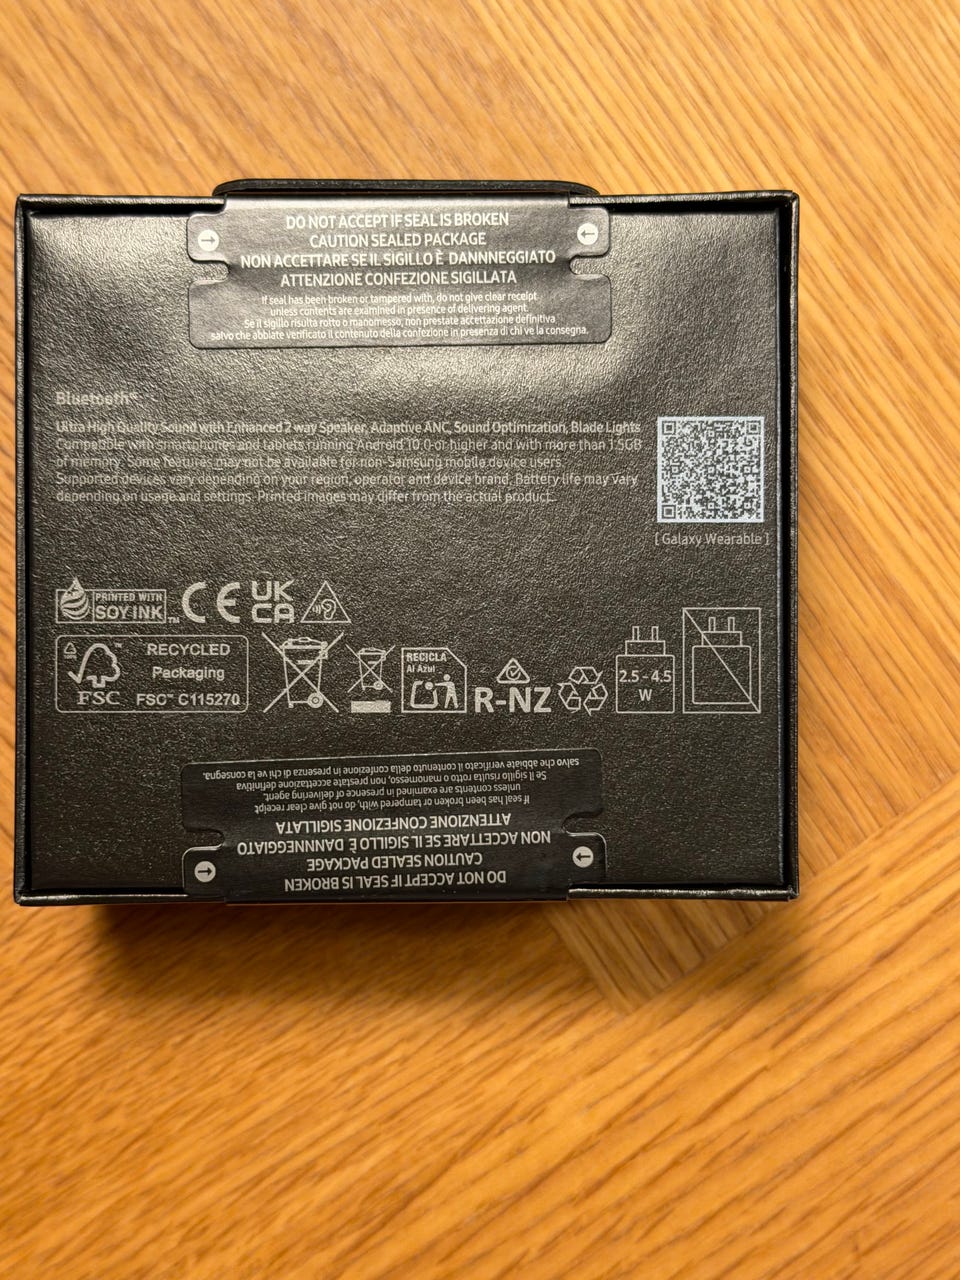 DO NOT ACCEPT IF SEAL IS BROKEN
CAUTION SEALED PACKAGE
NON ACCETTARE SE IL SIGILLO È DANNNEGGIATO
ATTENZIONE CONFEZIONE SIGILLATA
If seal has been broken or tampered with, do not give clear receipt
unless contents are examined in presence of delivering agent
Se il sigillo risulta rotto o manomesso, non prestate accettazione definitiva
salvo che abbiate verificato il contenuto della confezione in presenza di chi ve la consegna.
Bluetooth®
Ultra High Quality Sound with Enhanced 2-way Speaker, Adaptive ANC, Sound Optimization, Blade Lights
Compatible with smartphones and tablets running Android 10.0 or higher and with more than 1.5GB
of memory. Some features may not be available for non-Samsung mobile device users.
Supported devices vary depending on your region, operator and device brand. Battery life may vary
depending on usage and settings. Printed images may differ from the actual product.
[ Galaxy Wearable ]
PRINTED WITH
SOY INK™
CE
UK
CA
FSC™
RECYCLED
Packaging
FSC™ C115270
RECICLA
Al Azul
R-NZ
2.5 - 4.5
W
DO NOT ACCEPT IF SEAL IS BROKEN
CAUTION SEALED PACKAGE
NON ACCETTARE SE IL SIGILLO È DANNNEGGIATO
ATTENZIONE CONFEZIONE SIGILLATA
If seal has been broken or tampered with, do not give clear receipt
unless contents are examined in presence of delivering agent
Se il sigillo risulta rotto o manomesso, non prestate accettazione definitiva
salvo che abbiate verificato il contenuto della confezione in presenza di chi ve la consegna.